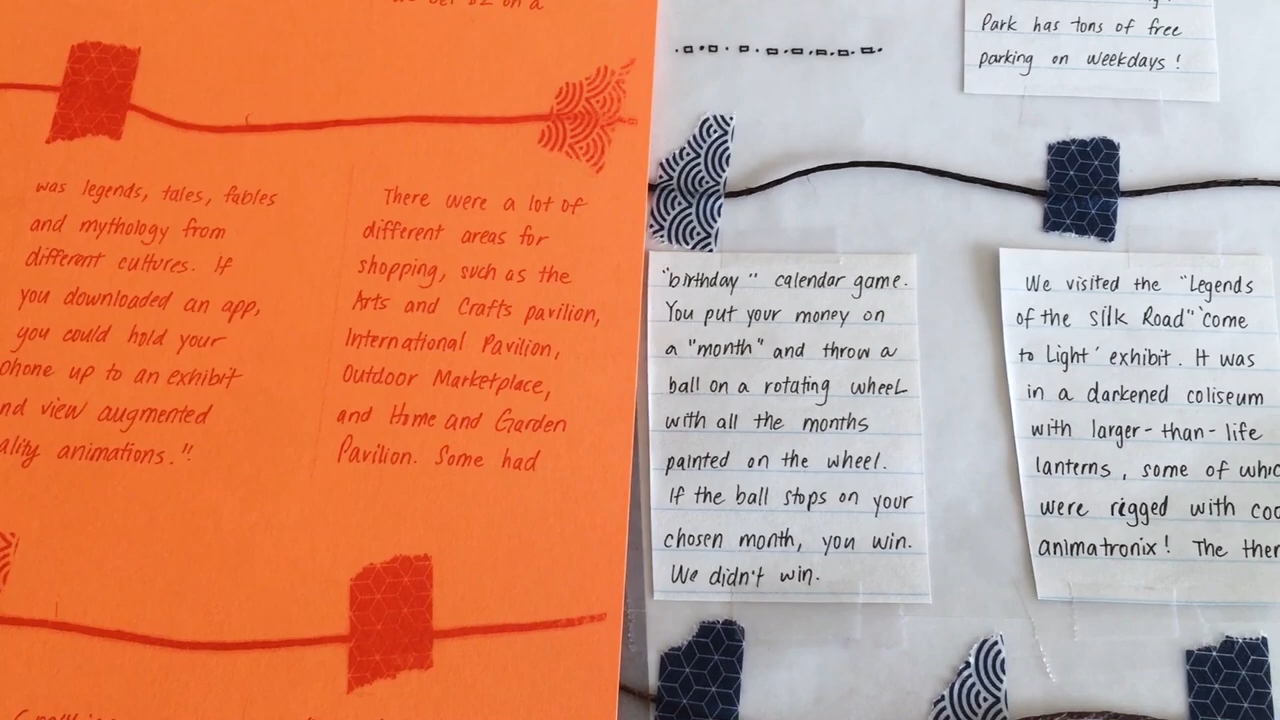 was legends, tales, fables
and mythology from
different cultures. If
you downloaded an app,
you could hold your
phone up to an exhibit
and view augmented
animations."
There were a lot of
different areas for
shopping, such as the
Arts and Crafts pavilion,
International Pavilion,
Outdoor Marketplace,
and Home and Garden
Pavilion. Some had
Park has tons of free
parking on weekdays!
"birthday" calendar game.
You put your money on
a "month" and throw a
ball on a rotating wheel
with all the months
painted on the wheel.
If the ball stops on your
chosen month, you win.
We didn't win.
We visited the "Legends
of the Silk Road" 'Come
to Light' exhibit. It was
in a darkened coliseum
with larger-than-life
lanterns, some of
were rigged with
animatronix! The